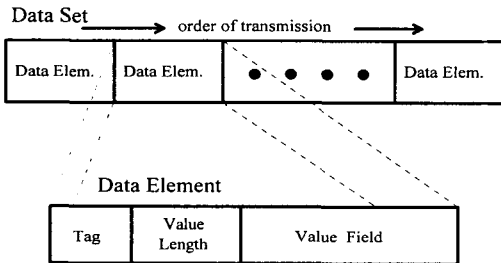 Data Set
order of transmission
Data Elem.
Data Elem.
Data Elem.
Data Element
Tag
Value
Length
Value Field